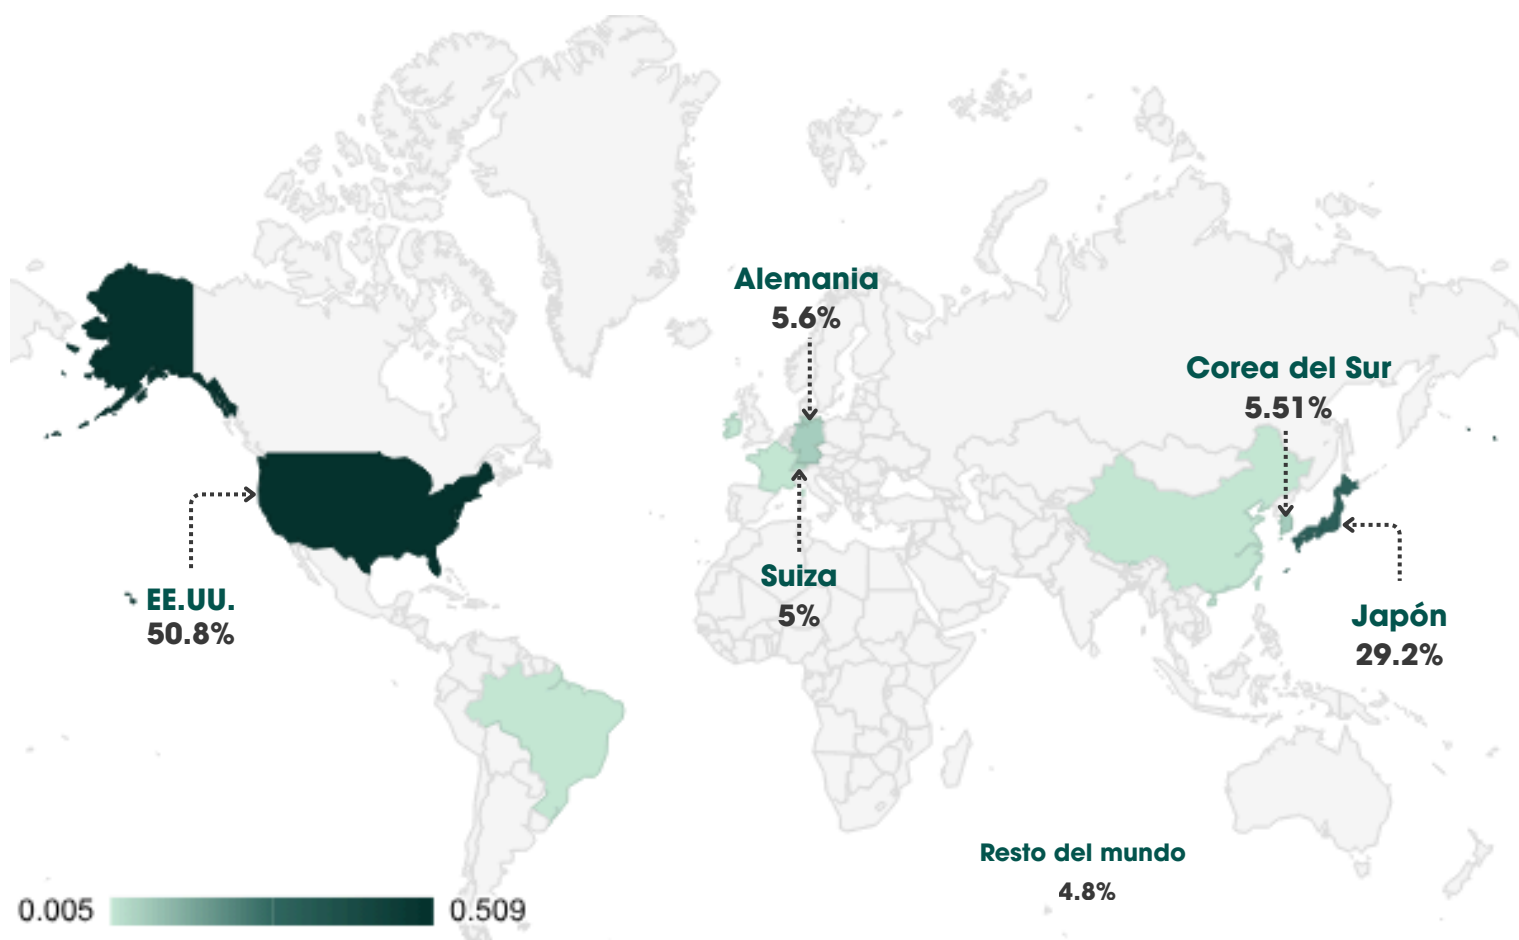 Alemania
5.6%
Corea del Sur
5.51%
EE.UU.
50.8%
Suiza
5%
Japón
29.2%
Resto del mundo
4.8%
0.005
0.509